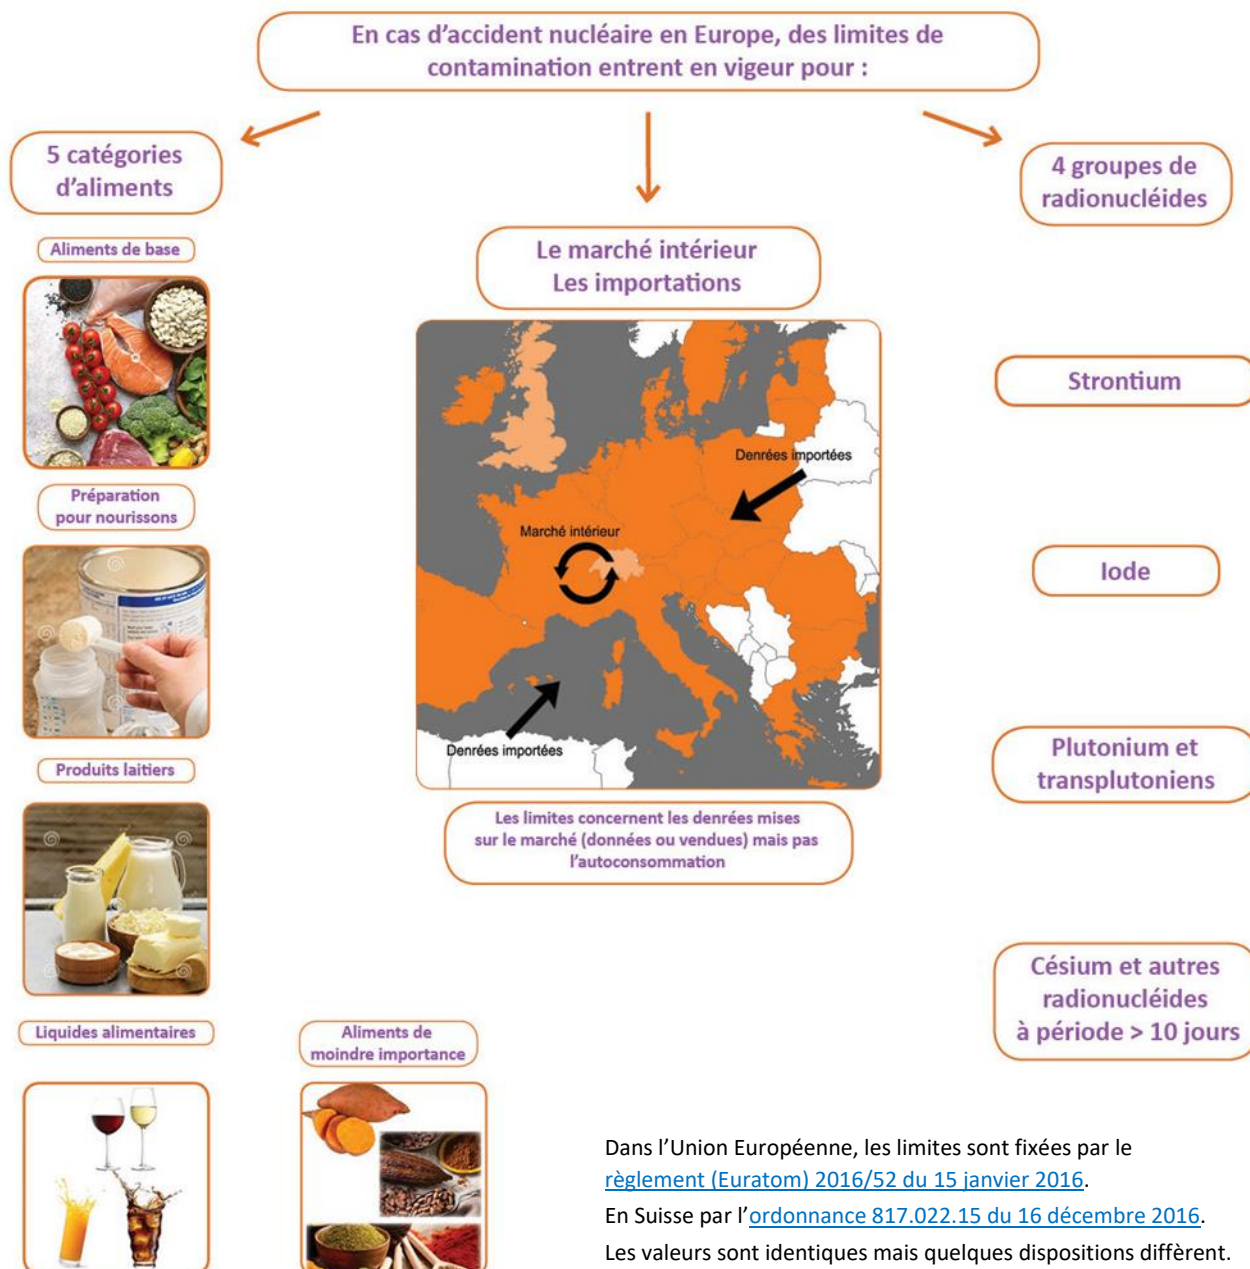 En cas d’accident nucléaire en Europe, des limites de
contamination entrent en vigeur pour :
5 catégories
d’aliments
Aliments de base
Préparation
pour nourissons
Produits laitiers
Liquides alimentaires
Aliments de
moindre importance
Le marché intérieur
Les importations
Denrées importées
Marché intérieur
Denrées importées
Les limites concernent les denrées mises
sur le marché (données ou vendues) mais pas
l’autoconsommation
4 groupes de
radionucléides
Strontium
Iode
Plutonium et
transplutoniens
Césium et autres
radionucléides
à période > 10 jours
Dans l’Union Européenne, les limites sont fixées par le
règlement (Euratom) 2016/52 du 15 janvier 2016.
En Suisse par l’ordonnance 817.022.15 du 16 décembre 2016.
Les valeurs sont identiques mais quelques dispositions diffèrent.